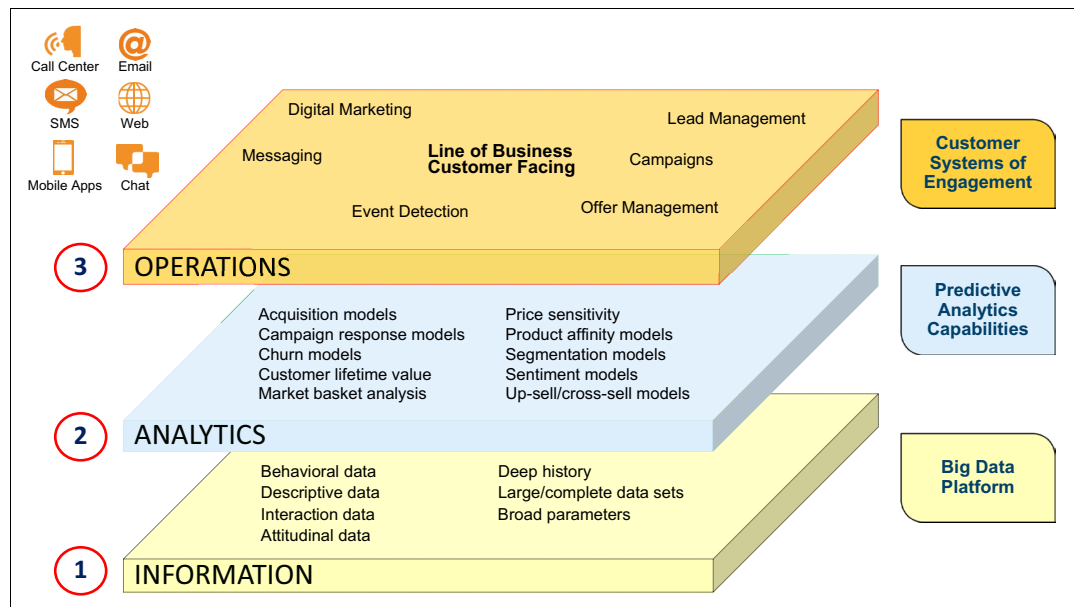 Call Center
Email
SMS
Web
Mobile Apps
Chat
Digital Marketing
Lead Management
Messaging
Line of Business
Customer Facing
Campaigns
Event Detection
Offer Management
3
OPERATIONS
Customer
Systems of
Engagement
Acquisition models
Campaign response models
Churn models
Customer lifetime value
Market basket analysis
Price sensitivity
Product affinity models
Segmentation models
Sentiment models
Up-sell/cross-sell models
2
ANALYTICS
Predictive
Analytics
Capabilities
Behavioral data
Descriptive data
Interaction data
Attitudinal data
Deep history
Large/complete data sets
Broad parameters
1
INFORMATION
Big Data
Platform